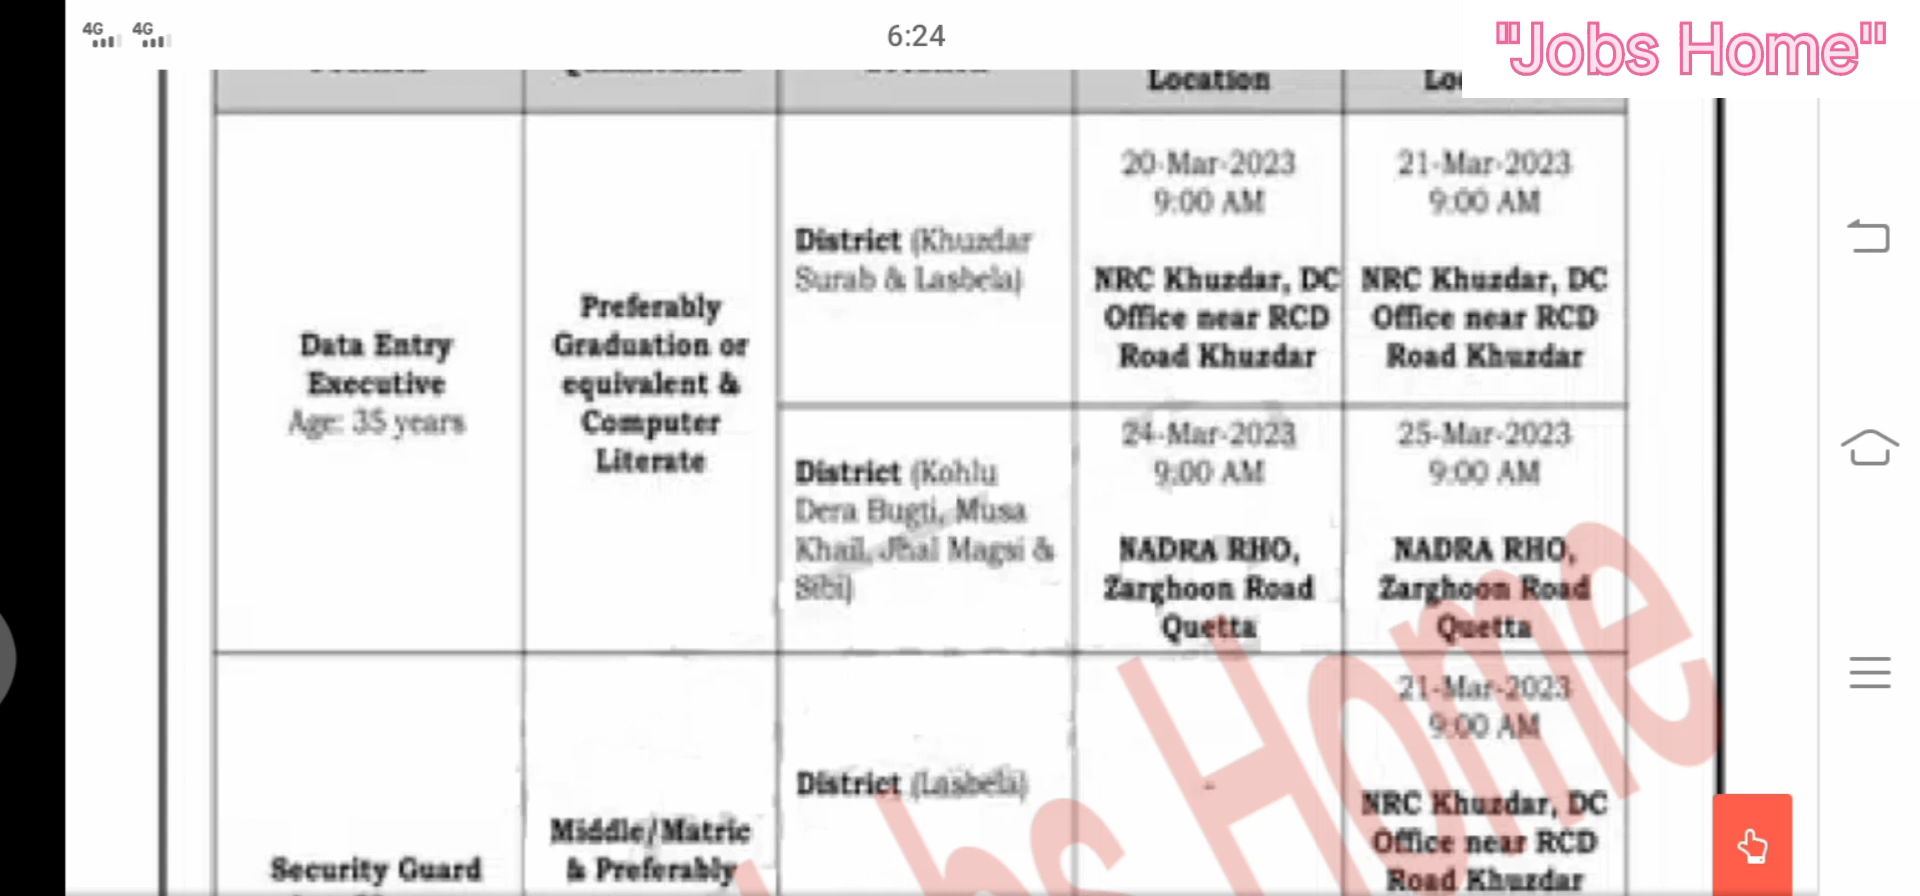 4G 4G
6:24
"Jobs Home"
Location
Data Entry
Executive
Age: 35 years
Preferably
Graduation or
equivalent &
Computer
Literate
District (Khuzdar
Surab & Lasbela)
20-Mar-2023
9:00 AM
NRC Khuzdar, DC
Office near RCD
Road Khuzdar
21-Mar-2023
9:00 AM
NRC Khuzdar, DC
Office near RCD
Road Khuzdar
District (Kohlu
Dera Bugti, Musa
Khail, Jhal Magsi &
Sibi)
24-Mar-2023
9:00 AM
NADRA RHO,
Zarghoon Road
Quetta
25-Mar-2023
9:00 AM
NADRA RHO,
Zarghoon Road
Quetta
Security Guard
Middle/Matric
& Preferably
District (Lasbela)
-
21-Mar-2023
9:00 AM
NRC Khuzdar, DC
Office near RCD
Road Khuzdar
Home